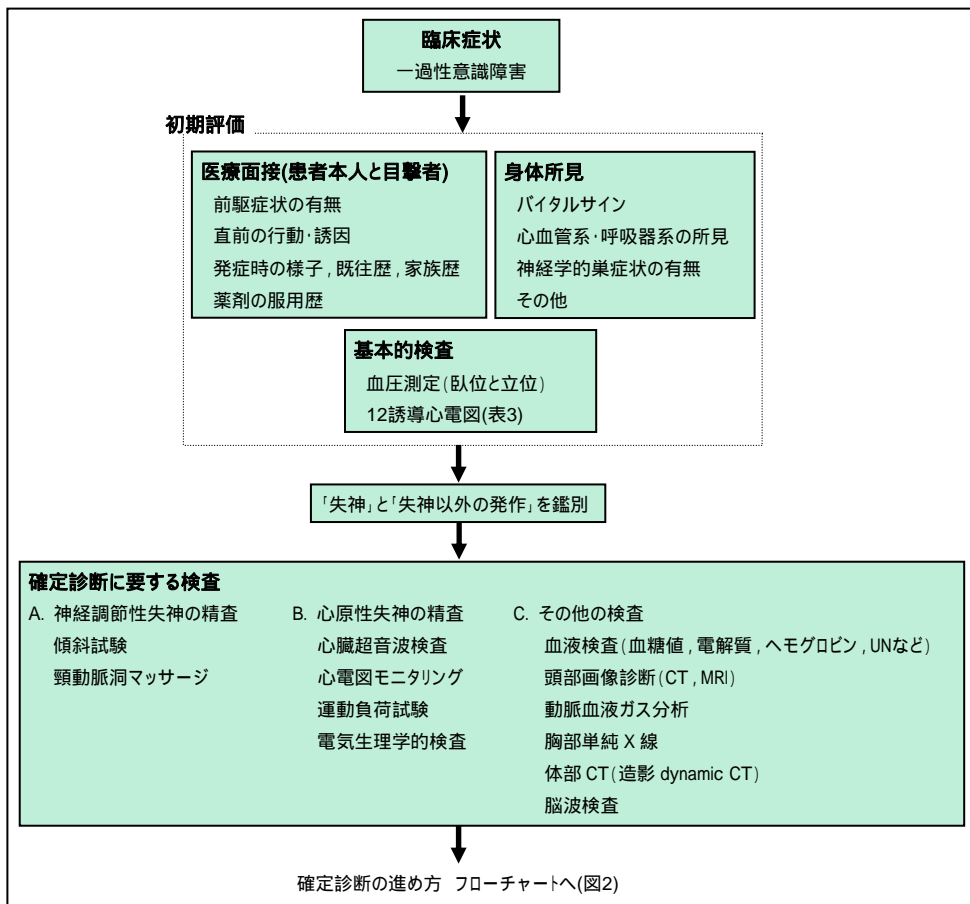 臨床症状
一過性意識障害
初期評価
医療面接(患者本人と目撃者)
前駆症状の有無
直前の行動・誘因
発症時の様子,既往歴,家族歴
薬剤の服用歴
身体所見
バイタルサイン
心血管系・呼吸器系の所見
神経学的巣症状の有無
その他
基本的検査
血圧測定(臥位と立位)
12誘導心電図(表3)
「失神」と「失神以外の発作」を鑑別
確定診断に要する検査
A. 神経調節性失神の精査
傾斜試験
頸動脈洞マッサージ
B. 心原性失神の精査
心臓超音波検査
心電図モニタリング
運動負荷試験
電気生理学的検査
C. その他の検査
血液検査(血糖値,電解質,ヘモグロビン,UNなど)
頭部画像診断(CT,MRI)
動脈血液ガス分析
胸部単純 X 線
体部 CT(造影 dynamic CT)
脳波検査
確定診断の進め方 フローチャートへ(図2)